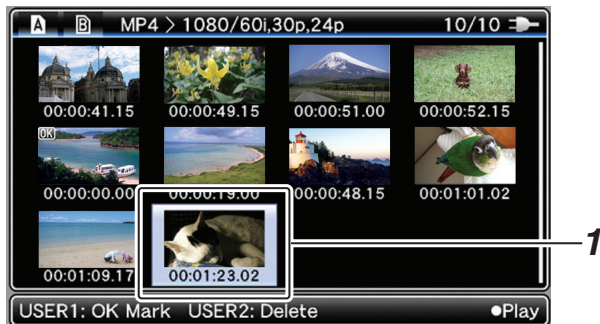 A B MP4 > 1080/60i,30p,24p 10/10
00:00:41.15 00:00:49.15 00:00:51.00 00:00:52.15
OK
00:00:00.00 00:00:19.00 00:00:48.15 00:01:01.02
00:01:09.17 00:01:23.02
1
USER1: OK Mark USER2: Delete ●Play